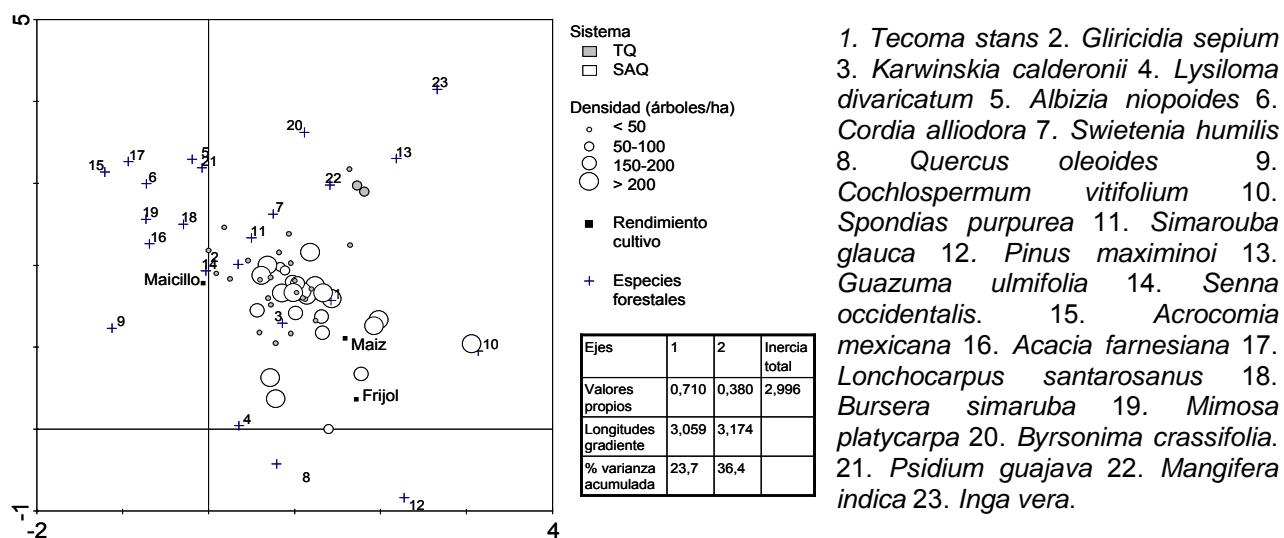 5
23
20
13
5
17
21
15
6
22
7
19
18
11
16
2
14
Maicillo
1
3
9
Maiz
10
Frijol
4
8
12
-1
-2
4
Sistema
TQ
SAQ
Densidad (árboles/ha)
< 50
50-100
150-200
> 200
Rendimiento
cultivo
Especies
forestales
Ejes 1 2 Inercia
total
Valores
propios 0,710 0,380 2,996
Longitudes
gradiente 3,059 3,174
% varianza
acumulada 23,7 36,4
1. Tecoma stans 2. Gliricidia sepium
3. Karwinskia calderonii 4. Lysiloma
divaricatum 5. Albizia niopoides 6.
Cordia alliodora 7. Swietenia humilis
8. Quercus oleoides 9.
Cochlospermum vitifolium 10.
Spondias purpurea 11. Simarouba
glauca 12. Pinus maximinoi 13.
Guazuma ulmifolia 14. Senna
occidentalis. 15. Acrocomia
mexicana 16. Acacia farnesiana 17.
Lonchocarpus santarosanus 18.
Bursera simaruba 19. Mimosa
platycarpa 20. Byrsonima crassifolia.
21. Psidium guajava 22. Mangifera
indica 23. Inga vera.